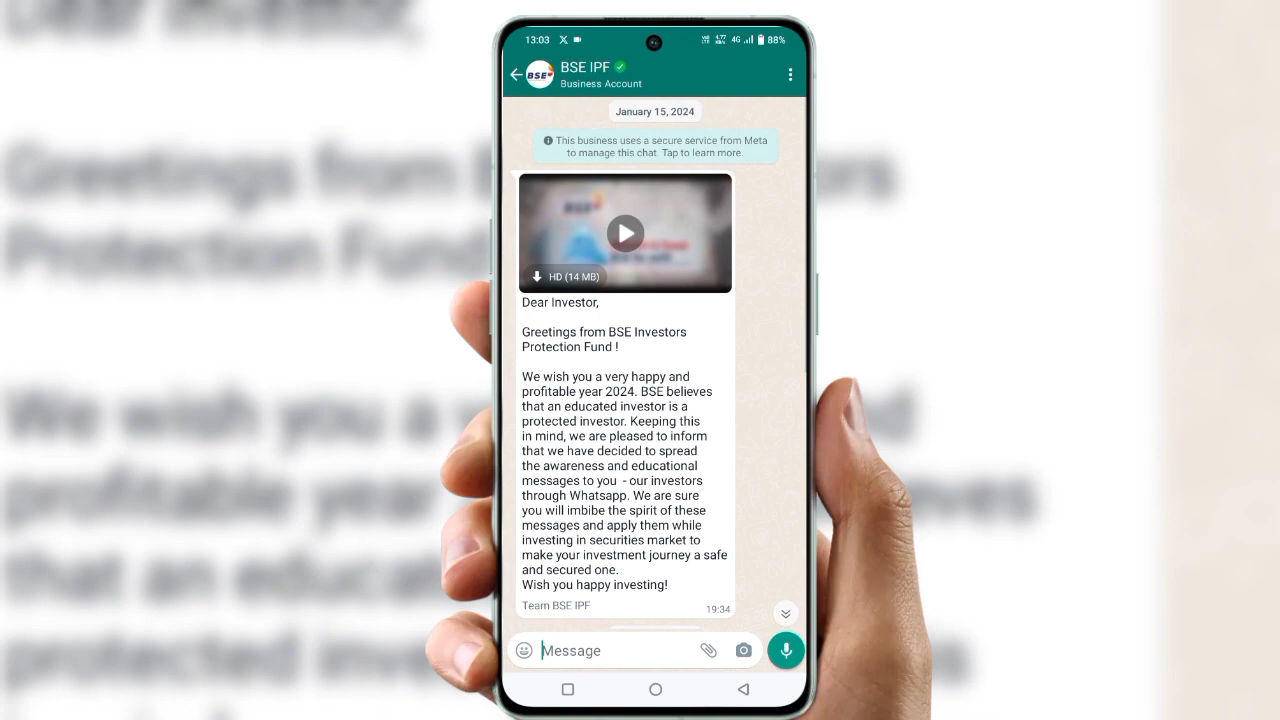 13:03
4G
88%
BSE
BSE IPF
Business Account
January 15, 2024
This business uses a secure service from Meta
to manage this chat. Tap to learn more.
HD (14 MB)
Dear Investor,
Greetings from BSE Investors
Protection Fund !
We wish you a very happy and
profitable year 2024. BSE believes
that an educated investor is a
protected investor. Keeping this
in mind, we are pleased to inform
that we have decided to spread
the awareness and educational
messages to you  - our investors
through Whatsapp. We are sure
you will imbibe the spirit of these
messages and apply them while
investing in securities market to
make your investment journey a safe
and secured one.
Wish you happy investing!
Team BSE IPF
19:34
Message